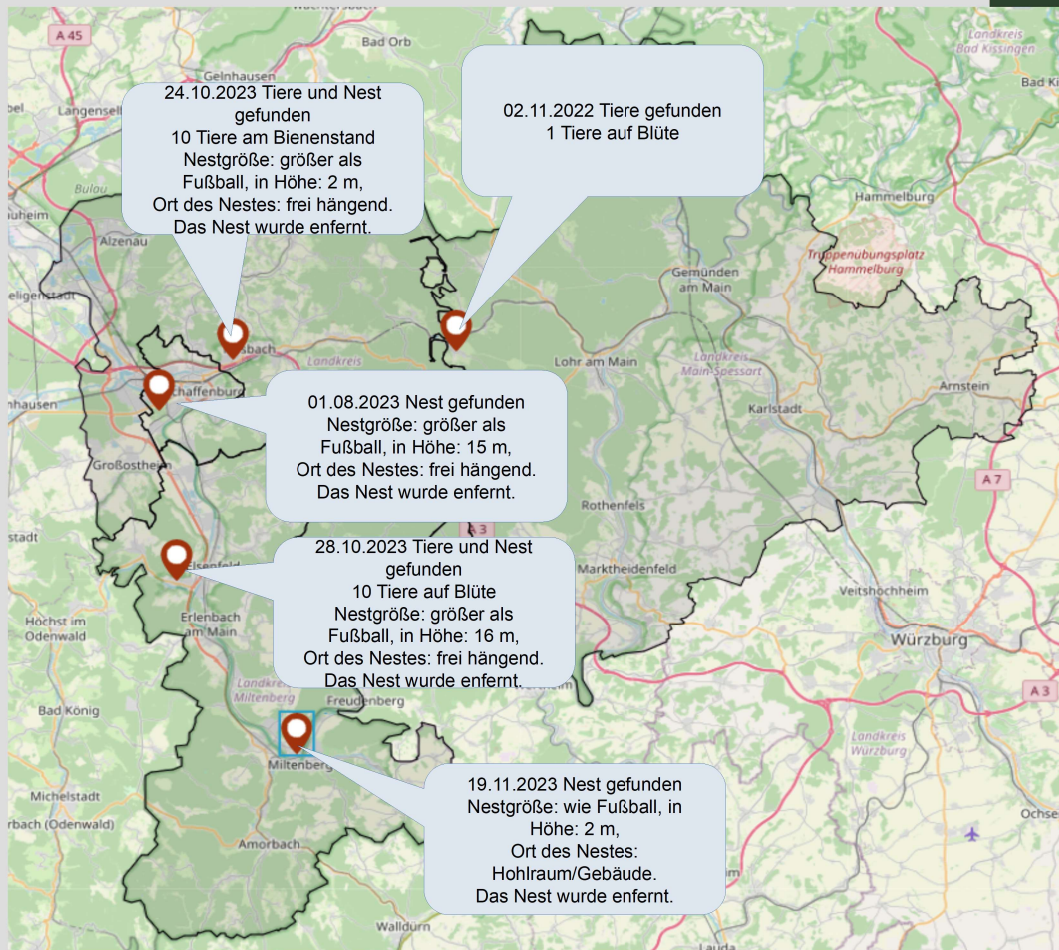 A 45
Bad Orb
Landkreis
Bad Kissingen
Gelnhausen
24.10.2023 Tiere und Nest
gefunden
10 Tiere am Bienenstand
Nestgröße: größer als
Fußball, in Höhe: 2 m,
Ort des Nestes: frei hängend.
Das Nest wurde enfernt.
02.11.2022 Tiere gefunden
1 Tiere auf Blüte
Bulau
Hammelburg
Alzenau
Truppenübungsplatz
Hammelburg
Gemünden
am Main
Landkreis
Lohr am Main
Landkreis
Main-Spessart
Arnstein
Karlstadt
01.08.2023 Nest gefunden
Nestgröße: größer als
Fußball, in Höhe: 15 m,
Ort des Nestes: frei hängend.
Das Nest wurde enfernt.
Großostheim
A 7
Rothenfels
A 3
28.10.2023 Tiere und Nest
gefunden
10 Tiere auf Blüte
Nestgröße: größer als
Fußball, in Höhe: 16 m,
Ort des Nestes: frei hängend.
Das Nest wurde enfernt.
Elsenfeld
Marktheidenfeld
Veitshöchheim
Höchst im
Odenwald
Erlenbach
am Main
Würzburg
Landkreis
Miltenberg
Freudenberg
A 3
Bad König
Landkreis
Würzburg
Miltenberg
19.11.2023 Nest gefunden
Nestgröße: wie Fußball, in
Höhe: 2 m,
Ort des Nestes:
Hohlraum/Gebäude.
Das Nest wurde enfernt.
Michelstadt
rbach (Odenwald)
Amorbach
Walldürn
Lauda